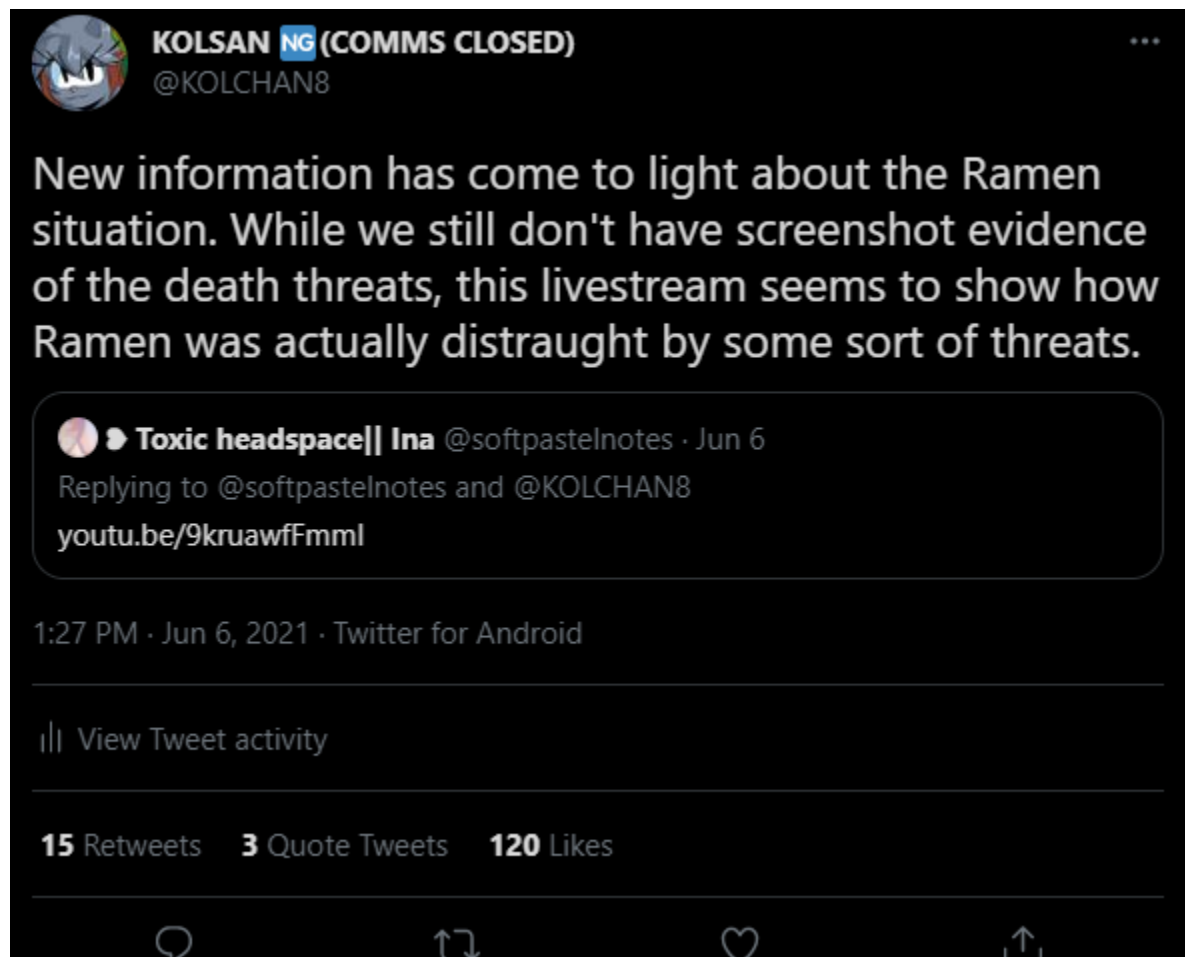 KOLSAN 🆖(COMMS CLOSED)
@KOLCHAN8
New information has come to light about the Ramen
situation. While we still don't have screenshot evidence
of the death threats, this livestream seems to show how
Ramen was actually distraught by some sort of threats.
❥ Toxic headspace|| Ina @softpastelnotes · Jun 6
Replying to @softpastelnotes and @KOLCHAN8
youtu.be/9kruawfFmmI
1:27 PM · Jun 6, 2021 · Twitter for Android
View Tweet activity
15 Retweets 3 Quote Tweets 120 Likes